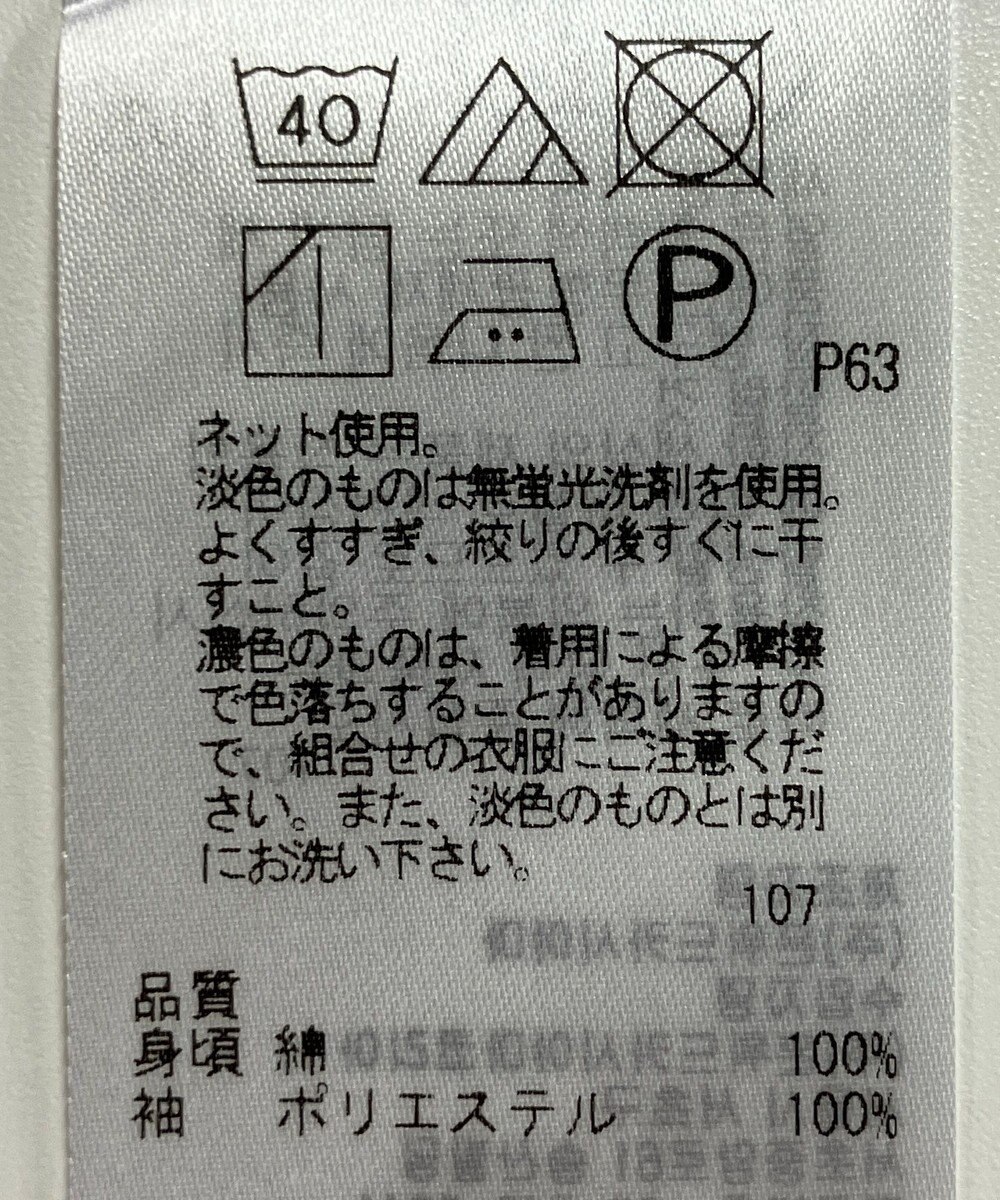 40
P
P63
ネット使用。
淡色のものは無蛍光洗剤を使用。
よくすすぎ、絞りの後すぐに干
すこと。
濃色のものは、着用による摩擦
で色落ちすることがありますの
で、組合せの衣服にご注意くだ
さい。また、淡色のものとは別
にお洗い下さい。
107
品質
身頃 綿 100%
袖 ポリエステル 100%